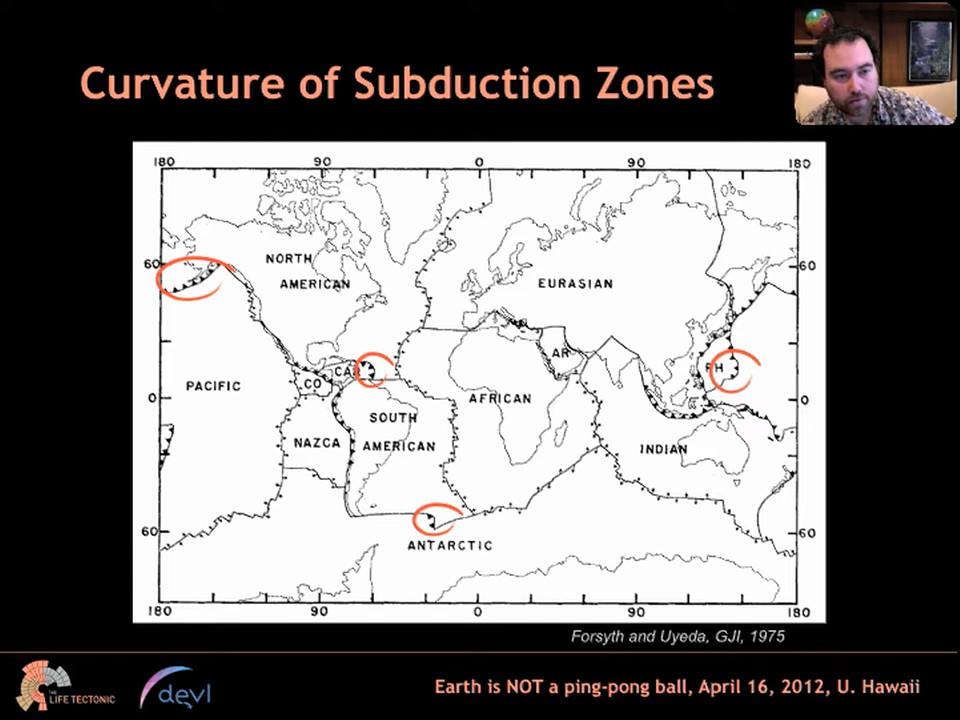 Curvature of Subduction Zones
180 90 0 90 180
60 60
NORTH
AMERICAN
EURASIAN
AR
CAR
PH
CO
PACIFIC
0 0
AFRICAN
SOUTH
AMERICAN
NAZCA
INDIAN
60 60
ANTARCTIC
180 90 0 90 180
Forsyth and Uyeda, GJI, 1975
THE
LIFE TECTONIC
devl
Earth is NOT a ping-pong ball, April 16, 2012, U. Hawaii